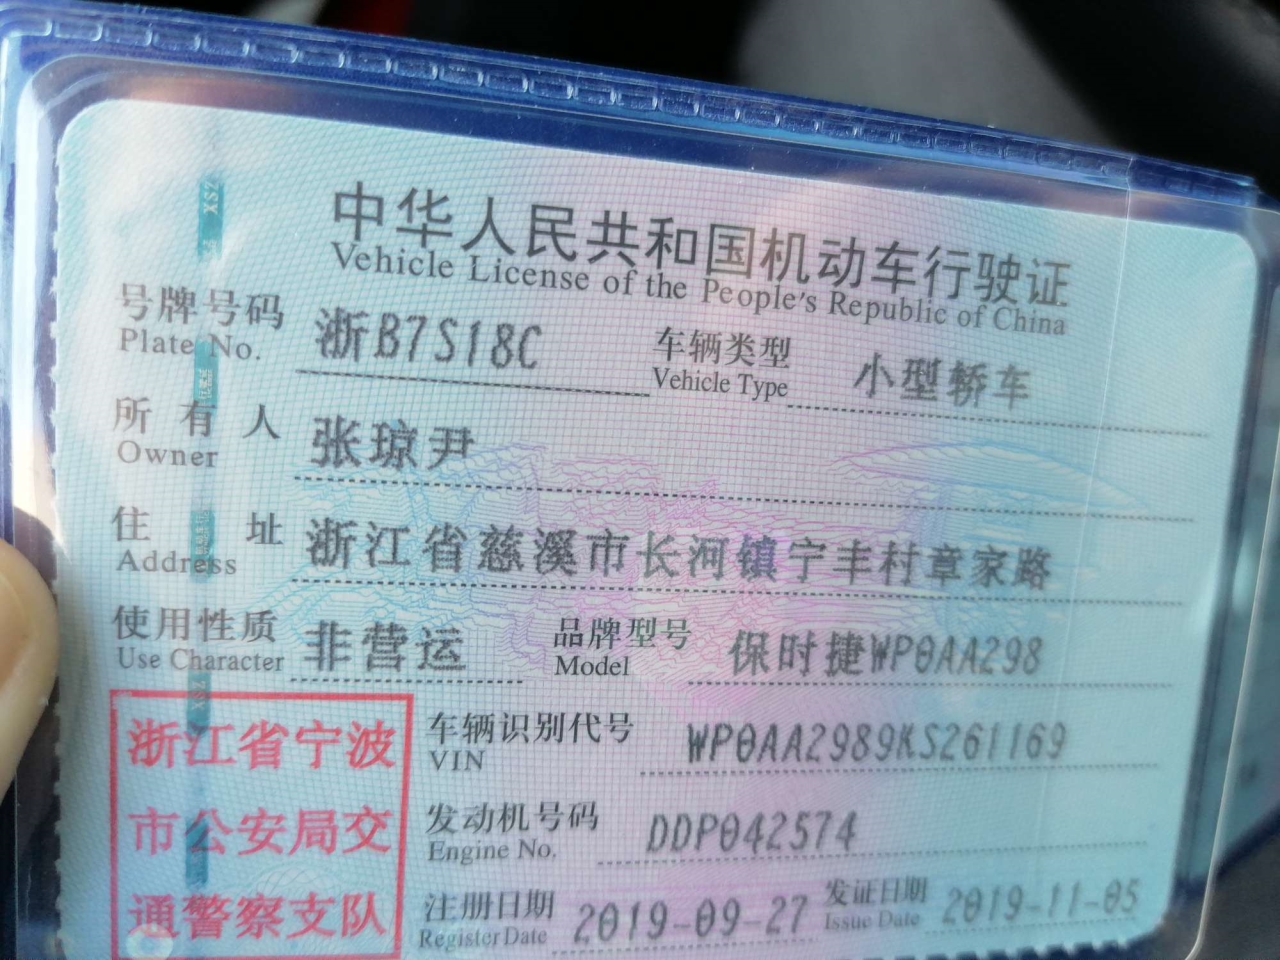 中华人民共和国机动车行驶证
Vehicle License of the People's Republic of China
号牌号码 浙B7S18C 车辆类型 小型轿车
Plate No. Vehicle Type
所有人 张琼尹
Owner
住址 浙江省慈溪市长河镇宁丰村章家路
Address
使用性质 非营运 品牌型号 保时捷WP0AA298
Use Character Model
浙江省宁波 车辆识别代号 WP0AA2989KS261169
VIN
市公安局交 发动机号码 DDP042574
Engine No.
通警察支队 注册日期 2019-09-27 发证日期 2019-11-05
Register Date Issue Date
XSZ
XSZ